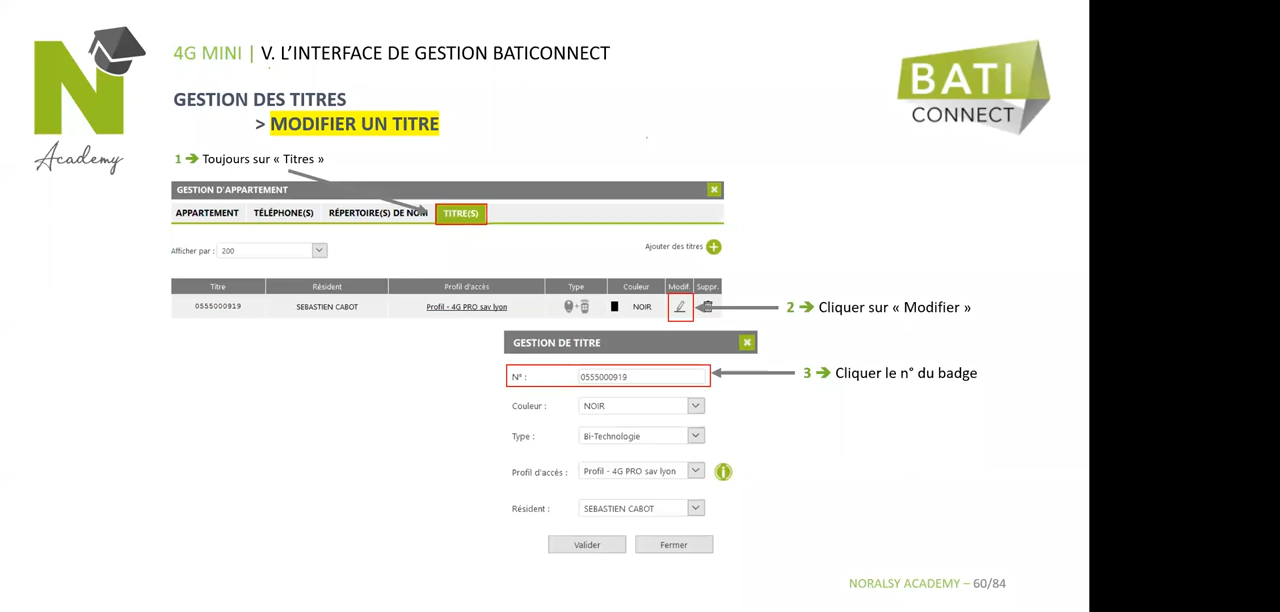 N
Academy
4G MINI | V. L'INTERFACE DE GESTION BATICONNECT
BATI
CONNECT
GESTION DES TITRES
> MODIFIER UN TITRE
1 ➔ Toujours sur « Titres »
GESTION D'APPARTEMENT
APPARTEMENT TÉLÉPHONE(S) RÉPERTOIRE(S) DE NOM TITRE(S)
Afficher par : 200
Ajouter des titres
Titre Résident Profil d'accès Type Couleur Modif. Suppr.
0555000919 SEBASTIEN CABOT Profil - 4G PRO sav lyon NOIR
2 ➔ Cliquer sur « Modifier »
GESTION DE TITRE
N° : 0555000919
3 ➔ Cliquer le n° du badge
Couleur : NOIR
Type : Bi-Technologie
Profil d'accès : Profil - 4G PRO sav lyon
Résident : SEBASTIEN CABOT
Valider Fermer
NORALSY ACADEMY – 60/84